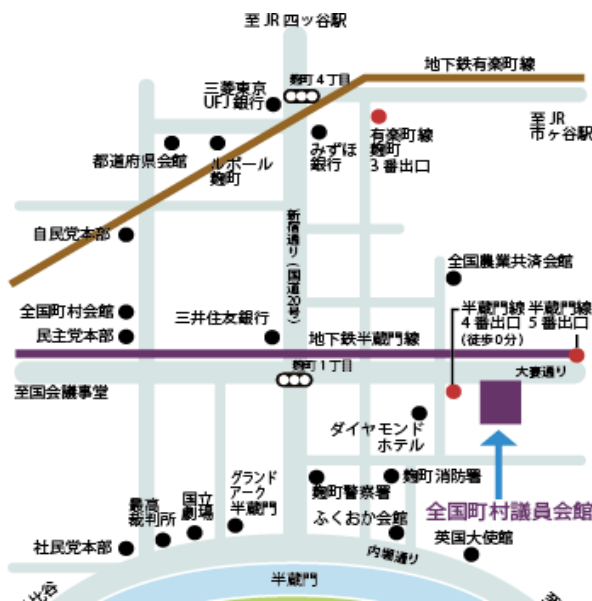 至JR四ッ谷駅
地下鉄有楽町線
麹町4丁目
三菱東京
UFJ銀行
至JR
市ヶ谷駅
有楽町線
麹町
3番出口
みずほ
銀行
都道府県会館
ルポール
麹町
新宿通り(国道20号)
自民党本部
全国農業共済会館
全国町村会館
三井住友銀行
半蔵門線
4番出口
(徒歩0分)
半蔵門線
5番出口
民主党本部
地下鉄半蔵門線
麹町1丁目
大妻通り
至国会議事堂
ダイヤモンド
ホテル
グランド
アーク
半蔵門
麹町警察署
麹町消防署
最高
裁判所
国立
劇場
全国町村議員会館
ふくおか会館
英国大使館
社民党本部
内堀通り
半蔵門
比谷